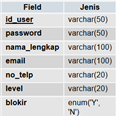 Field Jenis
id_user varchar(50)
password varchar(50)
nama_lengkap varchar(100)
email varchar(100)
no_telp varchar(20)
level varchar(20)
blokir enum('Y',
'N')